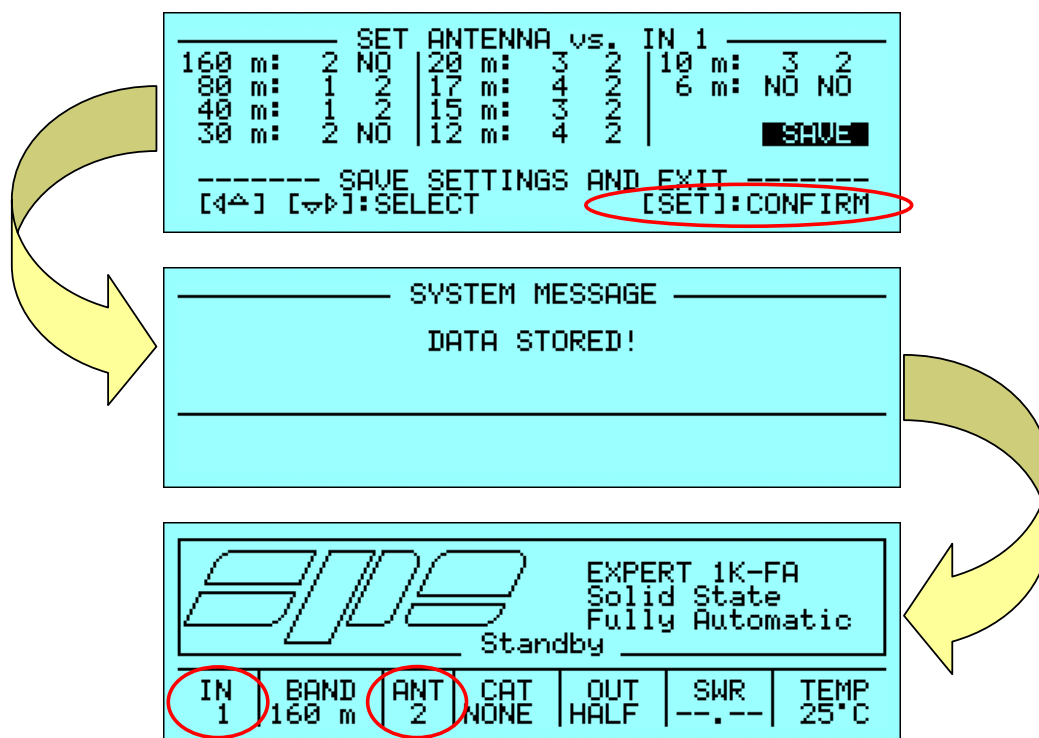 SET ANTENNA vs. IN 1
160 m: 2 NO | 20 m: 3 2 | 10 m: 3 2
80 m: 1 2 | 17 m: 4 2 | 6 m: NO NO
40 m: 1 2 | 15 m: 3 2
30 m: 2 NO | 12 m: 4 2 | SAVE
------- SAVE SETTINGS AND EXIT -------
[◁△] [▽▷]:SELECT [SET]:CONFIRM
SYSTEM MESSAGE
DATA STORED!
spe
EXPERT 1K-FA
Solid State
Fully Automatic
Standby
IN BAND ANT CAT OUT SWR TEMP
1 160 m 2 NONE HALF --.-- 25°C